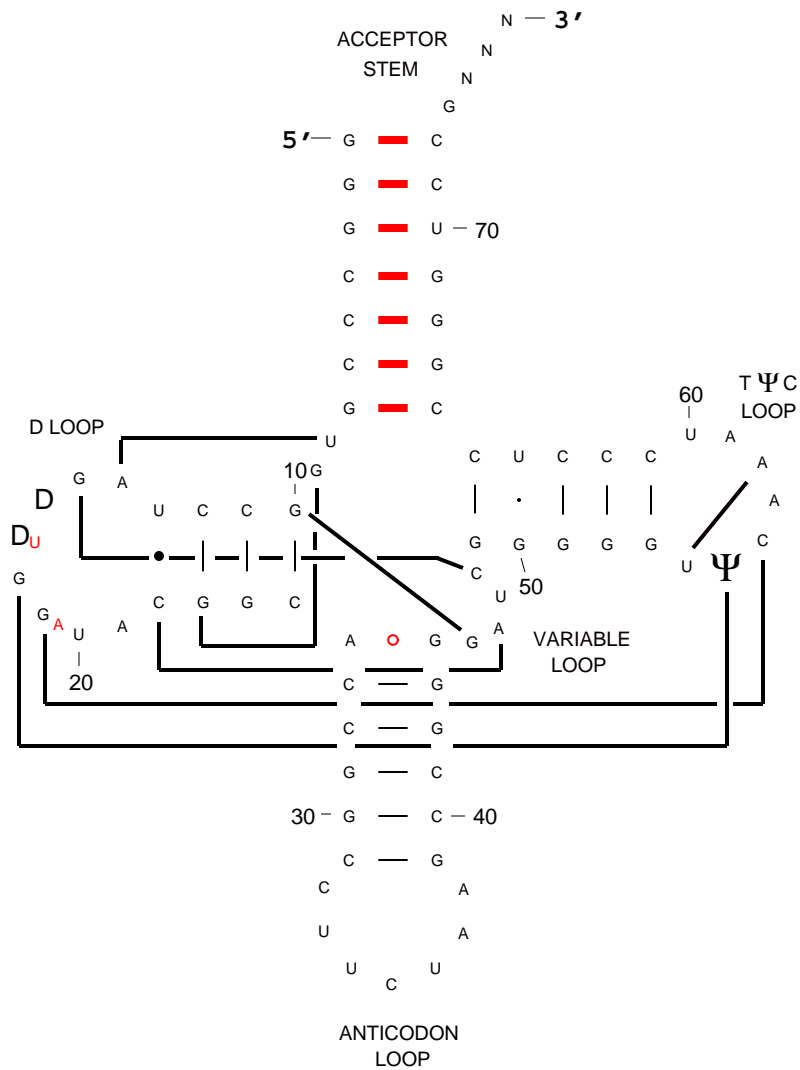 N — 3′
ACCEPTOR
STEM
N
N
G
5′ — G C
G C
G U — 70
C G
C G
C G
G C
T Ψ C
LOOP
60
D LOOP
U
U
A
G A
10 G
C U C C C
A
D
U C C G
A
D U
G G G G G
C
U Ψ
G
C
50
C G G C
U
G A U A
A G G A
VARIABLE
LOOP
20
C G
C G
G C
30 — G C — 40
C G
C A
U A
U U
C
ANTICODON
LOOP